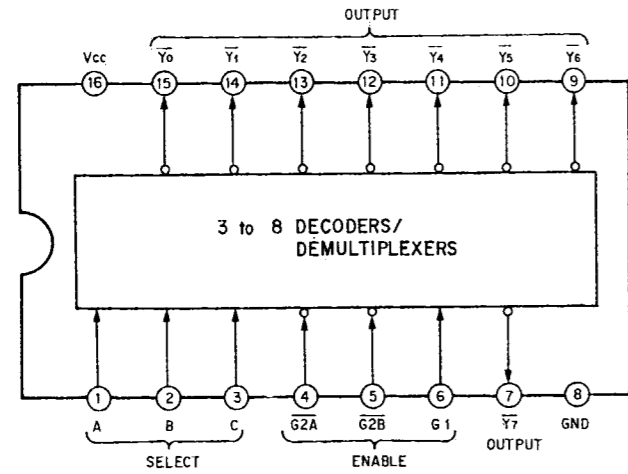 OUTPUT
Vcc Y0 Y1 Y2 Y3 Y4 Y5 Y6
16 15 14 13 12 11 10 9
3 to 8 DECODERS/
DEMULTIPLEXERS
1 2 3 4 5 6 7 8
A B C G2A G2B G1 Y7 GND
SELECT ENABLE OUTPUT